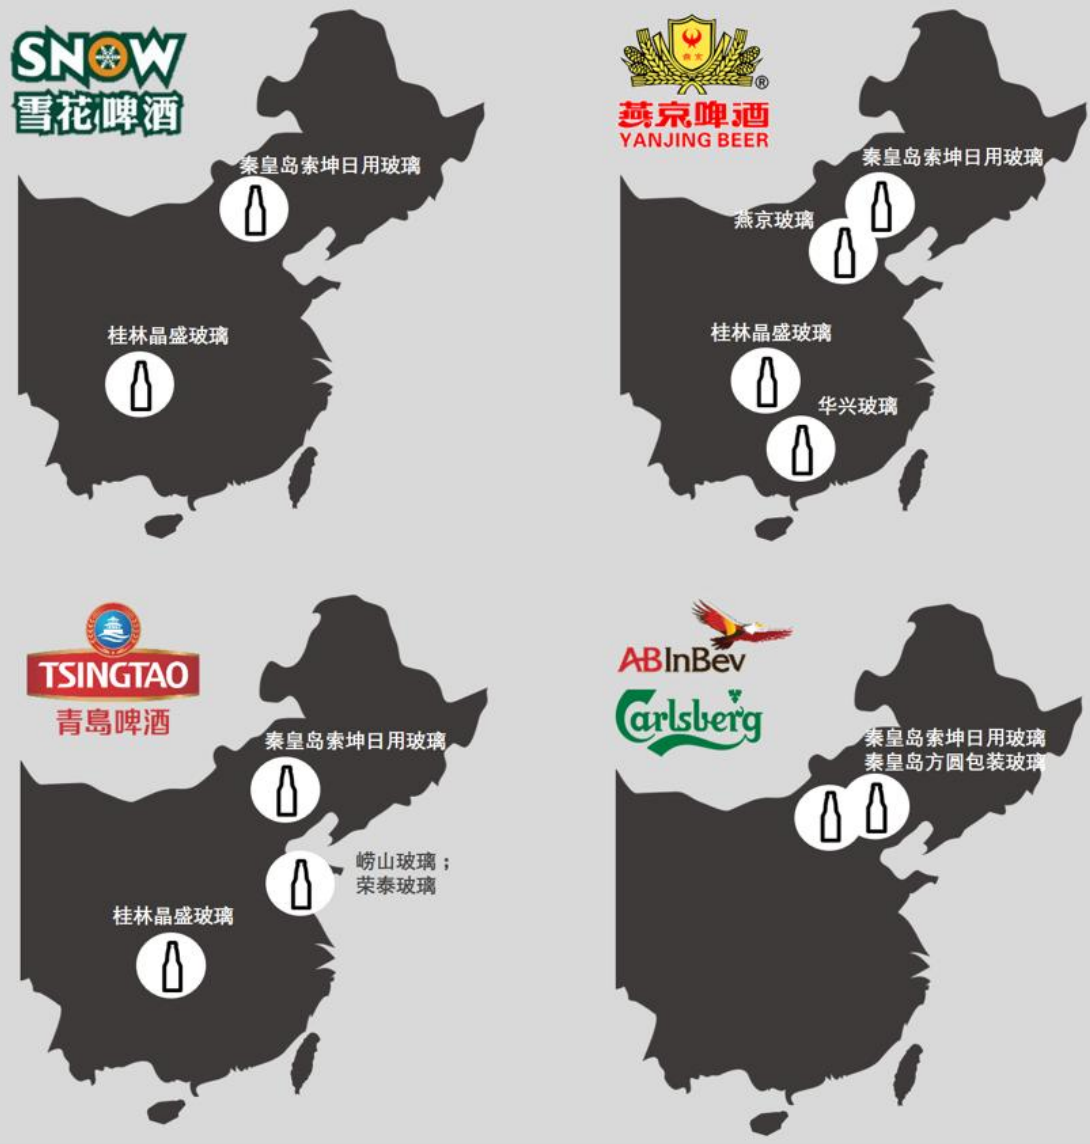 SNOW
雪花啤酒
秦皇岛索坤日用玻璃
桂林晶盛玻璃
燕京
®
燕京啤酒
YANJING BEER
秦皇岛索坤日用玻璃
燕京玻璃
桂林晶盛玻璃
华兴玻璃
TSINGTAO
青島啤酒
秦皇岛索坤日用玻璃
崂山玻璃；
荣泰玻璃
桂林晶盛玻璃
ABInBev
Carlsberg
秦皇岛索坤日用玻璃
秦皇岛方圆包装玻璃